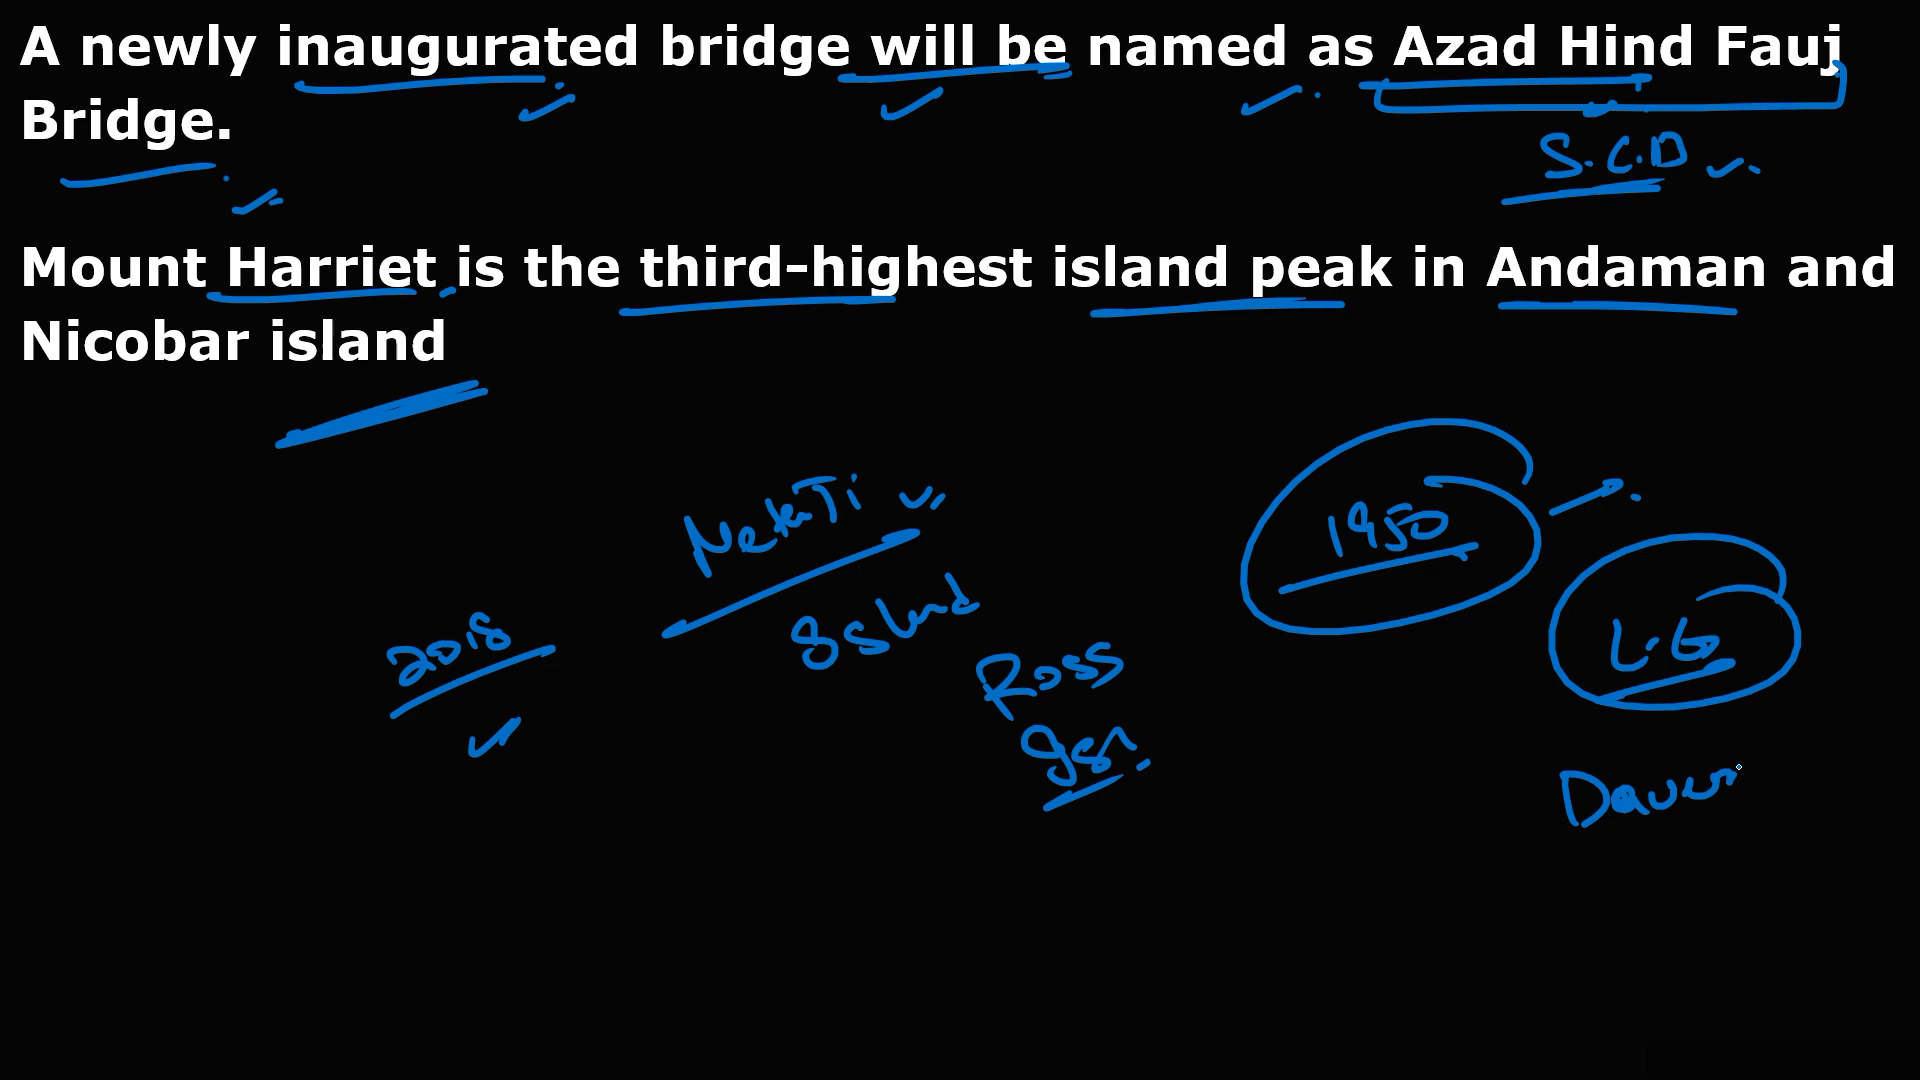 A newly inaugurated bridge will be named as Azad Hind Fauj
Bridge.
S.C.D
Mount Harriet is the third-highest island peak in Andaman and
Nicobar island
NetaJi
1950
Island
2018
Ross
L.G